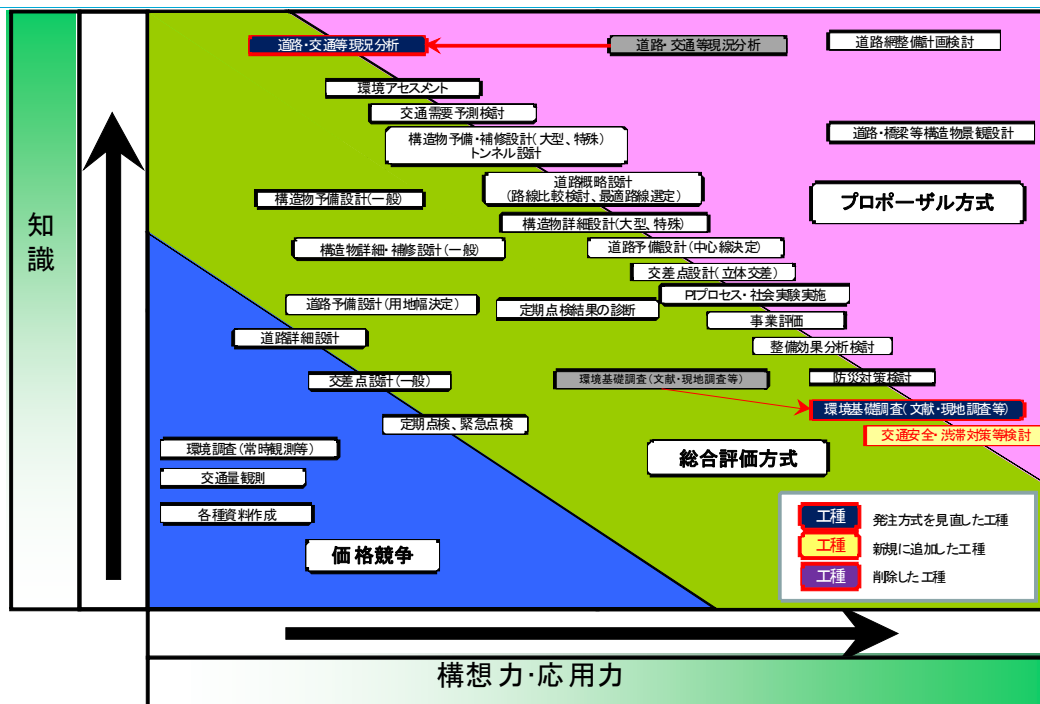 道路・交通等現況分析
道路・交通等現況分析
道路網整備計画検討
環境アセスメント
交通需要予測検討
構造物予備・補修設計(大型、特殊)
トンネル設計
道路・橋梁等構造物景観設計
道路概略設計
(路線比較検討、最適路線選定)
構造物予備設計(一般)
プロポーザル方式
構造物詳細設計(大型、特殊)
知識
構造物詳細・補修設計(一般)
道路予備設計(中心線決定)
交差点設計(立体交差)
PIプロセス・社会実験実施
道路予備設計(用地幅決定)
定期点検結果の診断
事業評価
道路詳細設計
整備効果分析検討
交差点設計(一般)
環境基礎調査(文献・現地調査等)
防災対策検討
環境基礎調査(文献・現地調査等)
定期点検、緊急点検
交通安全・渋滞対策等検討
環境調査(常時観測等)
総合評価方式
交通量観測
各種資料作成
価格競争
工種 発注方式を見直した工種
工種 新規に追加した工種
工種 削除した工種
構想力・応用力